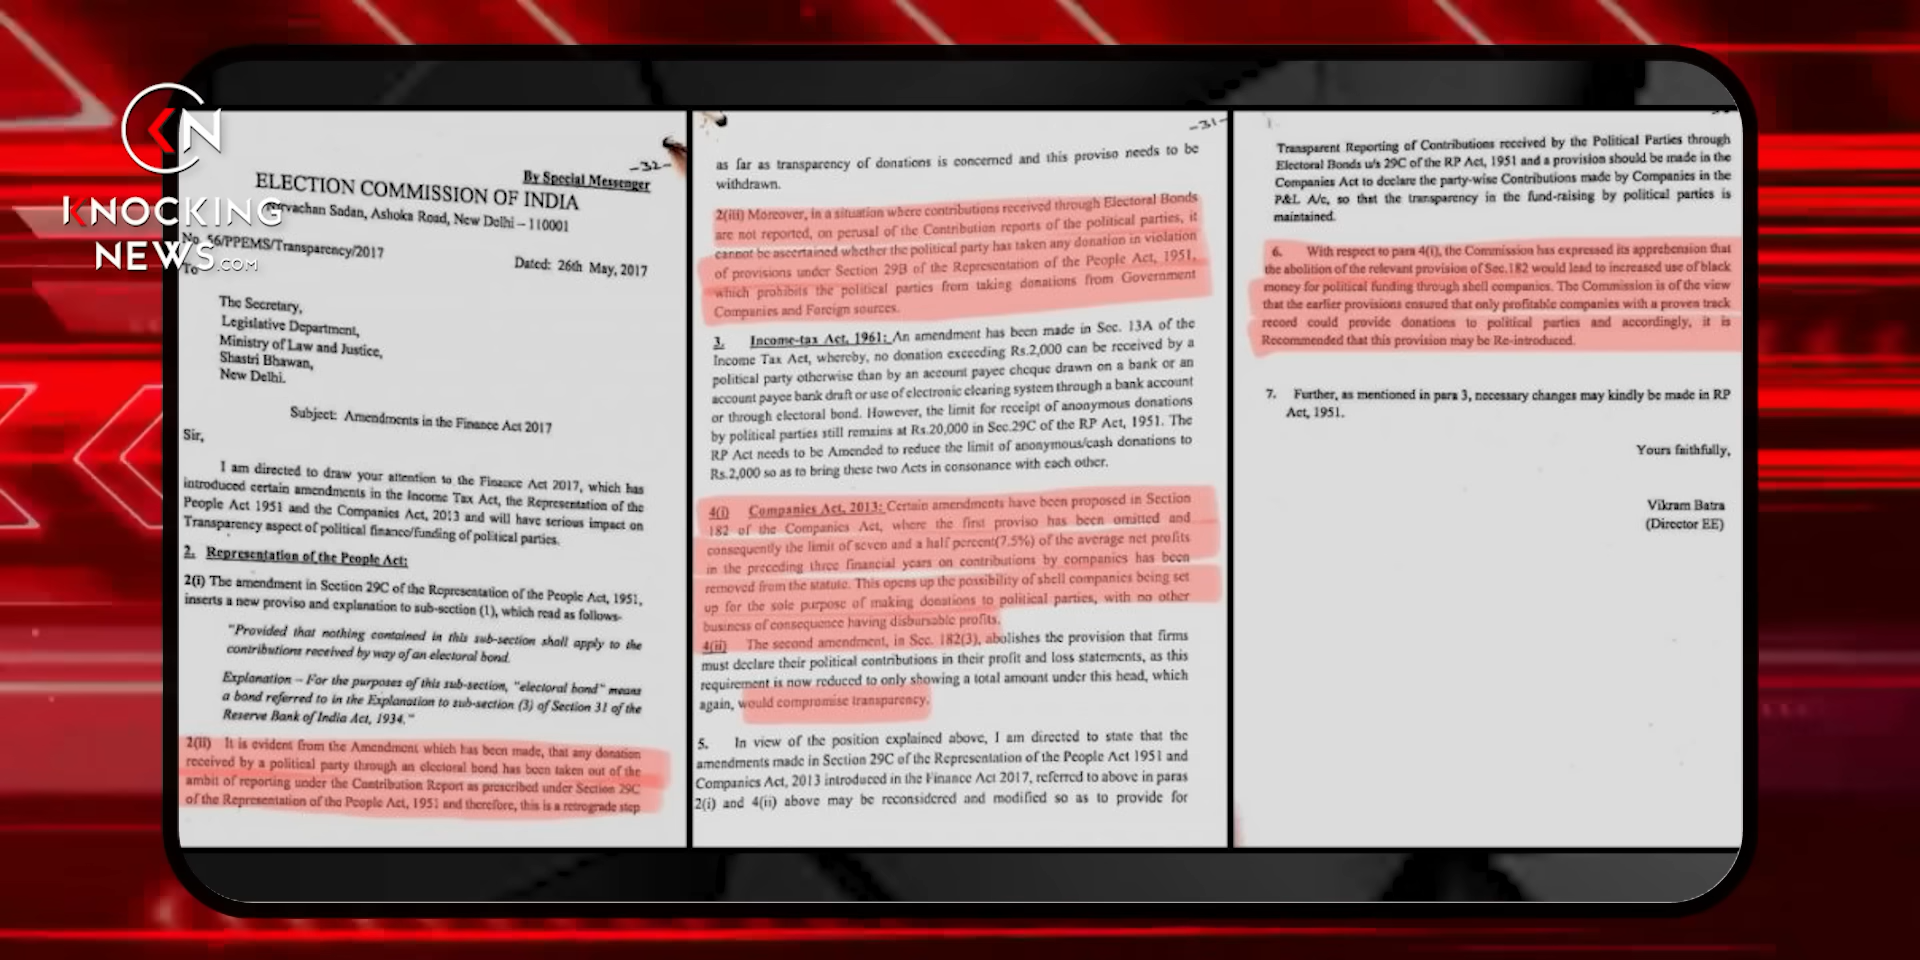 KN
KNOCKING
NEWS.COM
-32-
By Special Messenger
ELECTION COMMISSION OF INDIA
Nirvachan Sadan, Ashoka Road, New Delhi – 110001
No. 56/PPEMS/Transparency/2017
Dated: 26th May, 2017
To
The Secretary,
Legislative Department,
Ministry of Law and Justice,
Shastri Bhawan,
New Delhi.
Subject: Amendments in the Finance Act 2017
Sir,
I am directed to draw your attention to the Finance Act 2017, which has
introduced certain amendments in the Income Tax Act, the Representation of the
People Act 1951 and the Companies Act, 2013 and will have serious impact on
Transparency aspect of political finance/funding of political parties.
2. Representation of the People Act:
2(i) The amendment in Section 29C of the Representation of the People Act, 1951,
inserts a new proviso and explanation to sub-section (1), which read as follows-
"Provided that nothing contained in this sub-section shall apply to the
contributions received by way of an electoral bond.
Explanation – For the purposes of this sub-section, "electoral bond" means
a bond referred to in the Explanation to sub-section (3) of Section 31 of the
Reserve Bank of India Act, 1934."
2(ii) It is evident from the Amendment which has been made, that any donation
received by a political party through an electoral bond has been taken out of the
ambit of reporting under the Contribution Report as prescribed under Section 29C
of the Representation of the People Act, 1951 and therefore, this is a retrograde step
-31-
as far as transparency of donations is concerned and this proviso needs to be
withdrawn.
2(iii) Moreover, in a situation where contributions received through Electoral Bonds
are not reported, on perusal of the Contribution reports of the political parties, it
cannot be ascertained whether the political party has taken any donation in violation
of provisions under Section 29B of the Representation of the People Act, 1951,
which prohibits the political parties from taking donations from Government
Companies and Foreign sources.
3. Income-tax Act, 1961: An amendment has been made in Sec. 13A of the
Income Tax Act, whereby, no donation exceeding Rs.2,000 can be received by a
political party otherwise than by an account payee cheque drawn on a bank or an
account payee bank draft or use of electronic clearing system through a bank account
or through electoral bond. However, the limit for receipt of anonymous donations
by political parties still remains at Rs.20,000 in Sec.29C of the RP Act, 1951. The
RP Act needs to be Amended to reduce the limit of anonymous/cash donations to
Rs.2,000 so as to bring these two Acts in consonance with each other.
4(i) Companies Act, 2013: Certain amendments have been proposed in Section
182 of the Companies Act, where the first proviso has been omitted and
consequently the limit of seven and a half percent(7.5%) of the average net profits
in the preceding three financial years on contributions by companies has been
removed from the statute. This opens up the possibility of shell companies being set
up for the sole purpose of making donations to political parties, with no other
business of consequence having disbursable profits.
4(ii) The second amendment, in Sec. 182(3), abolishes the provision that firms
must declare their political contributions in their profit and loss statements, as this
requirement is now reduced to only showing a total amount under this head, which
again, would compromise transparency.
5. In view of the position explained above, I am directed to state that the
amendments made in Section 29C of the Representation of the People Act 1951 and
Companies Act, 2013 introduced in the Finance Act 2017, referred to above in paras
2(i) and 4(ii) above may be reconsidered and modified so as to provide for
Transparent Reporting of Contributions received by the Political Parties through
Electoral Bonds u/s 29C of the RP Act, 1951 and a provision should be made in the
Companies Act to declare the party-wise Contributions made by Companies in the
P&L A/c, so that the transparency in the fund-raising by political parties is
maintained.
6. With respect to para 4(i), the Commission has expressed its apprehension that
the abolition of the relevant provision of Sec.182 would lead to increased use of black
money for political funding through shell companies. The Commission is of the view
that the earlier provisions ensured that only profitable companies with a proven track
record could provide donations to political parties and accordingly, it is
Recommended that this provision may be Re-introduced.
7. Further, as mentioned in para 3, necessary changes may kindly be made in RP
Act, 1951.
Yours faithfully,
Vikram Batra
(Director EE)